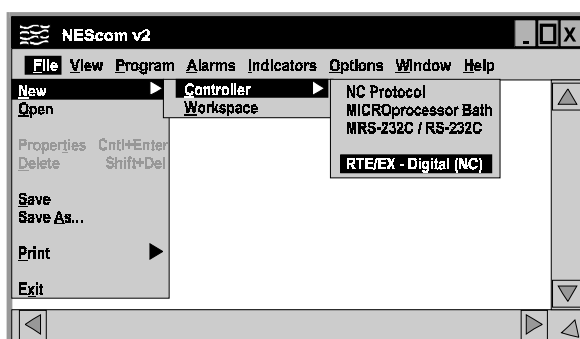 NEScom v2
File View Program Alarms Indicators Options Window Help
New
Open
Properties Cntl+Enter
Delete Shift+Del
Save
Save As...
Print
Exit
Controller
Workspace
NC Protocol
MICROprocessor Bath
MRS-232C / RS-232C
RTE/EX - Digital (NC)